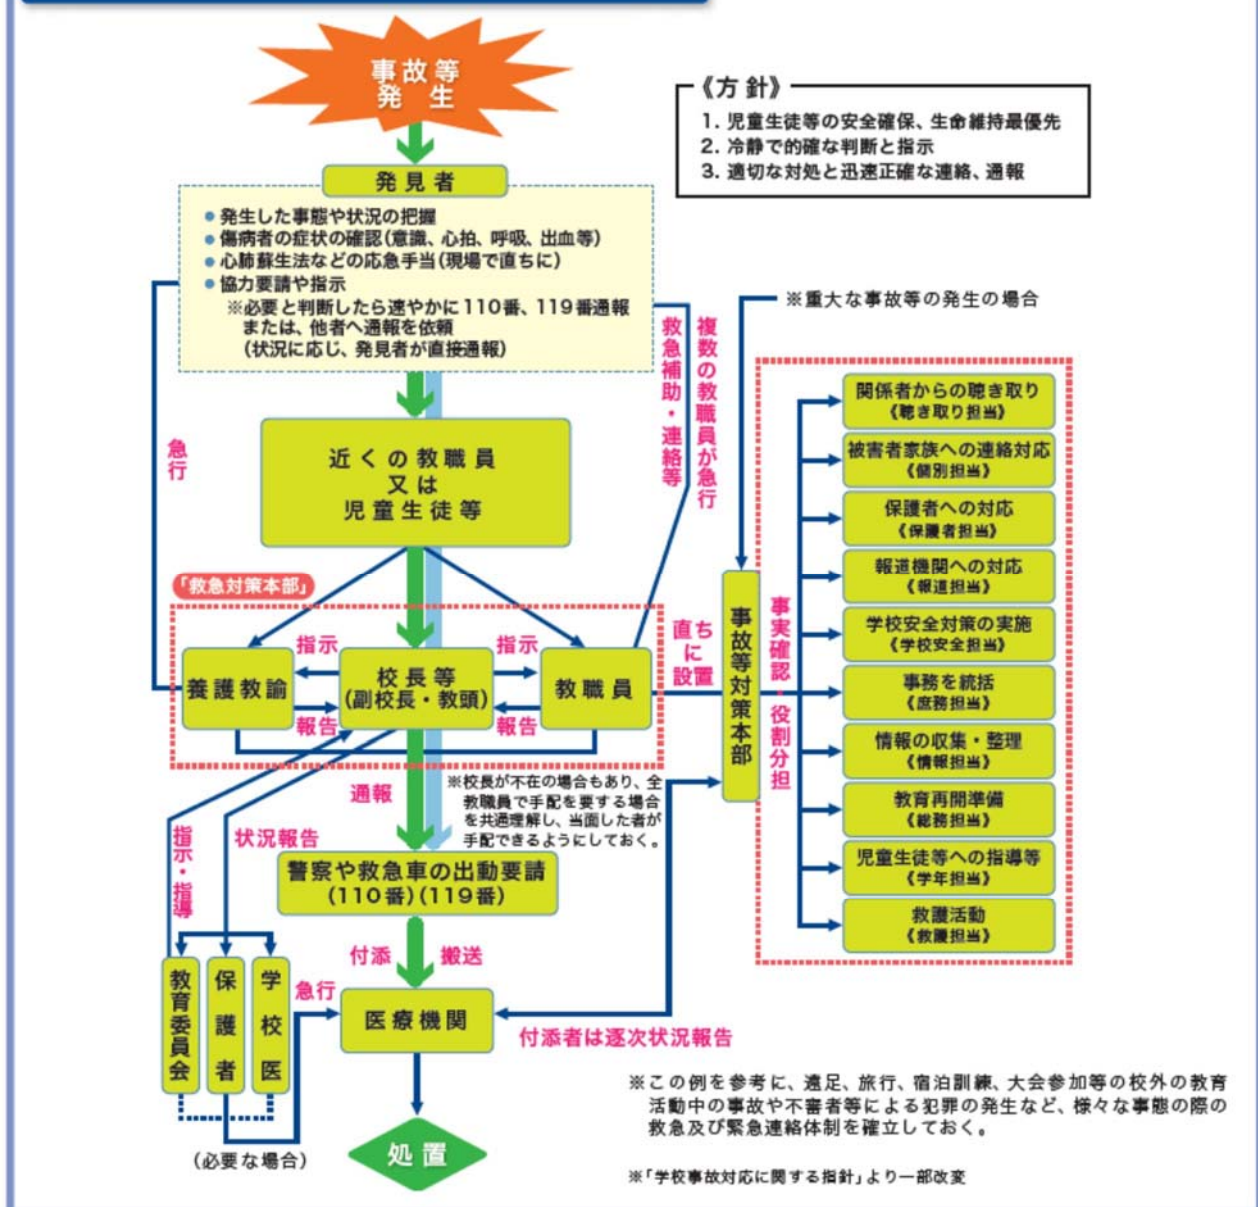 事故等
発 生
《方 針》
1. 児童生徒等の安全確保、生命維持最優先
2. 冷静で的確な判断と指示
3. 適切な対処と迅速正確な連絡、通報
発見者
● 発生した事態や状況の把握
● 傷病者の症状の確認（意識、心拍、呼吸、出血等）
● 心肺蘇生法などの応急手当（現場で直ちに）
● 協力要請や指示
※必要と判断したら速やかに110番、119番通報
または、他者へ通報を依頼
（状況に応じ、発見者が直接通報）
急行
救急補助・連絡等
複数の教職員が急行
近くの教職員
又は
児童生徒等
「救急対策本部」
指示
指示
養護教諭
校長等
（副校長・教頭）
教職員
報告
報告
直ち
に
設置
※重大な事故等の発生の場合
事故等対策本部
事実確認・役割分担
関係者からの聴き取り
《聴き取り担当》
被害者家族への連絡対応
《個別担当》
保護者への対応
《保護者担当》
報道機関への対応
《報道担当》
学校安全対策の実施
《学校安全担当》
事務を統括
《庶務担当》
情報の収集・整理
《情報担当》
教育再開準備
《総務担当》
児童生徒等への指導等
《学年担当》
救護活動
《救護担当》
通報
※校長が不在の場合もあり、全
教職員で手配を要する場合
を共通理解し、当面した者が
手配できるようにしておく。
指示・指導
状況報告
警察や救急車の出動要請
（110番）（119番）
付添
搬送
教育委員会
保護者
学校医
急行
医療機関
付添者は逐次状況報告
（必要な場合）
処置
※この例を参考に、遠足、旅行、宿泊訓練、大会参加等の校外の教育
活動中の事故や不審者等による犯罪の発生など、様々な事態の際の
救急及び緊急連絡体制を確立しておく。
※「学校事故対応に関する指針」より一部改変